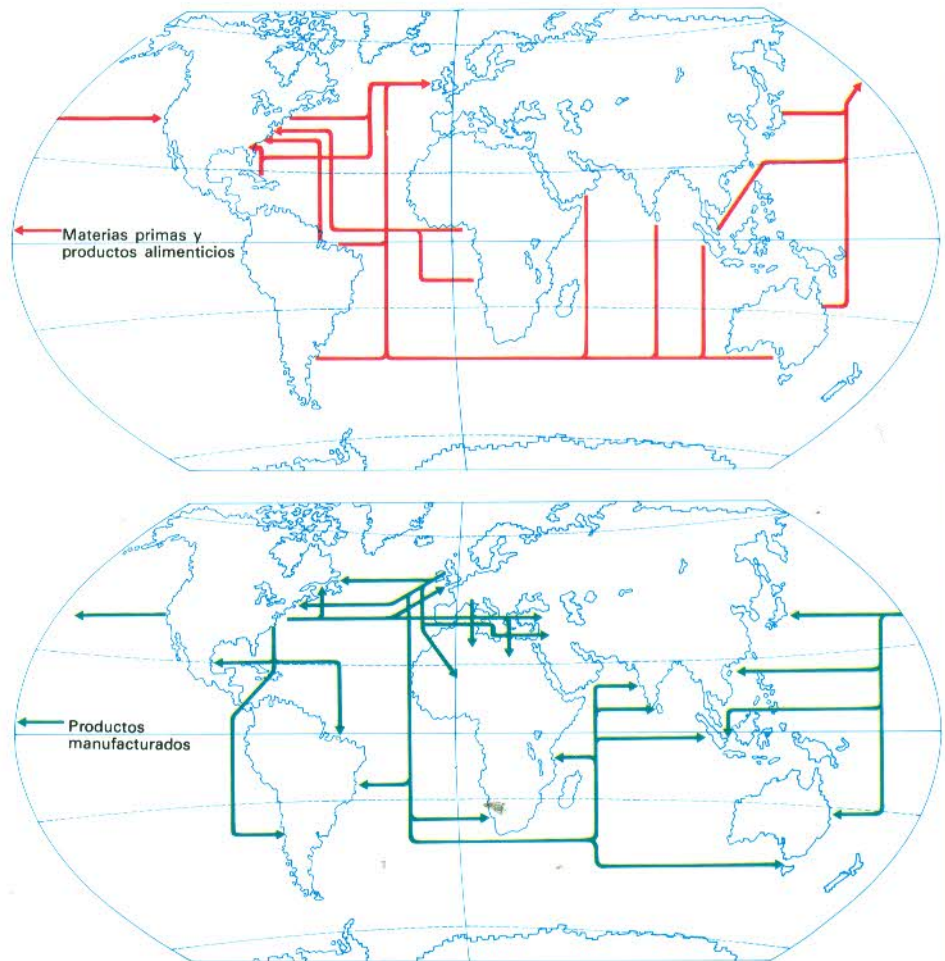 Materias primas y
productos alimenticios
Productos
manufacturados